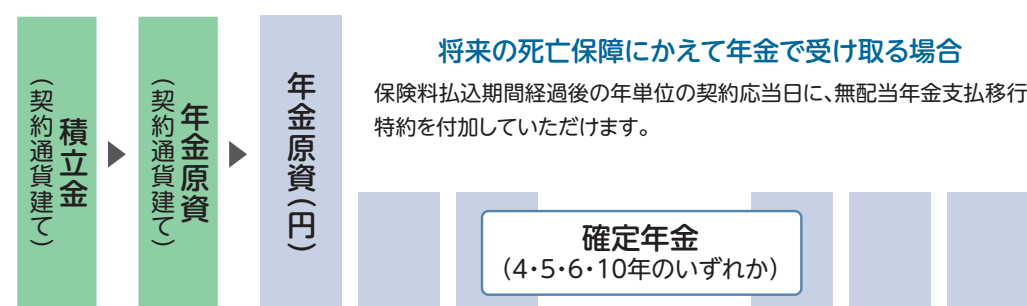 積立金
(契約通貨建て)
年金原資
(契約通貨建て)
年金原資(円)
将来の死亡保障にかえて年金で受け取る場合
保険料払込期間経過後の年単位の契約応当日に、無配当年金支払移行
特約を付加していただけます。
確定年金
(4・5・6・10年のいずれか)